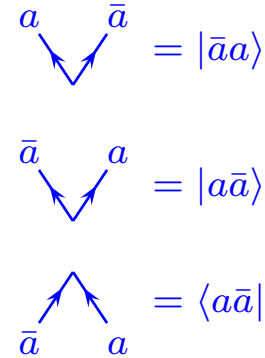 a ā = |āa⟩
ā a = |aā⟩
ā a = ⟨aā|